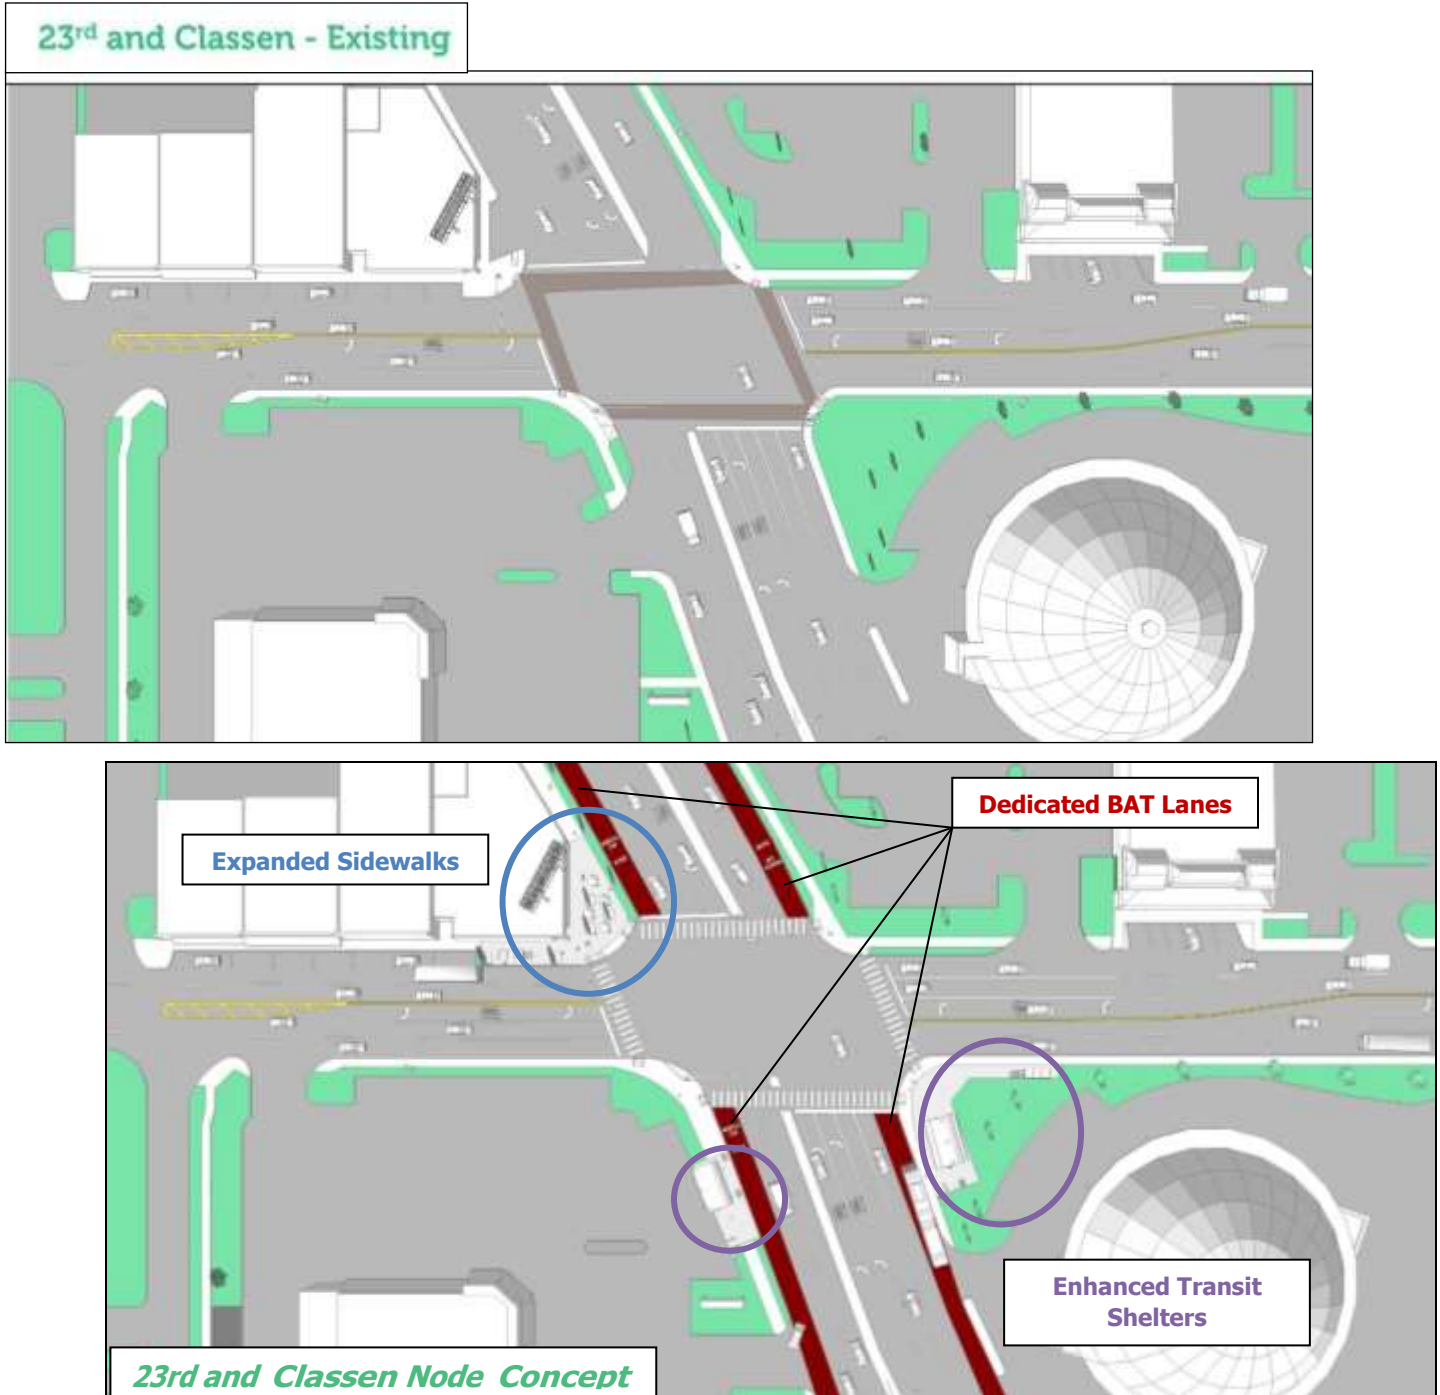 23rd and Classen - Existing
Dedicated BAT Lanes
Expanded Sidewalks
Enhanced Transit
Shelters
23rd and Classen Node Concept